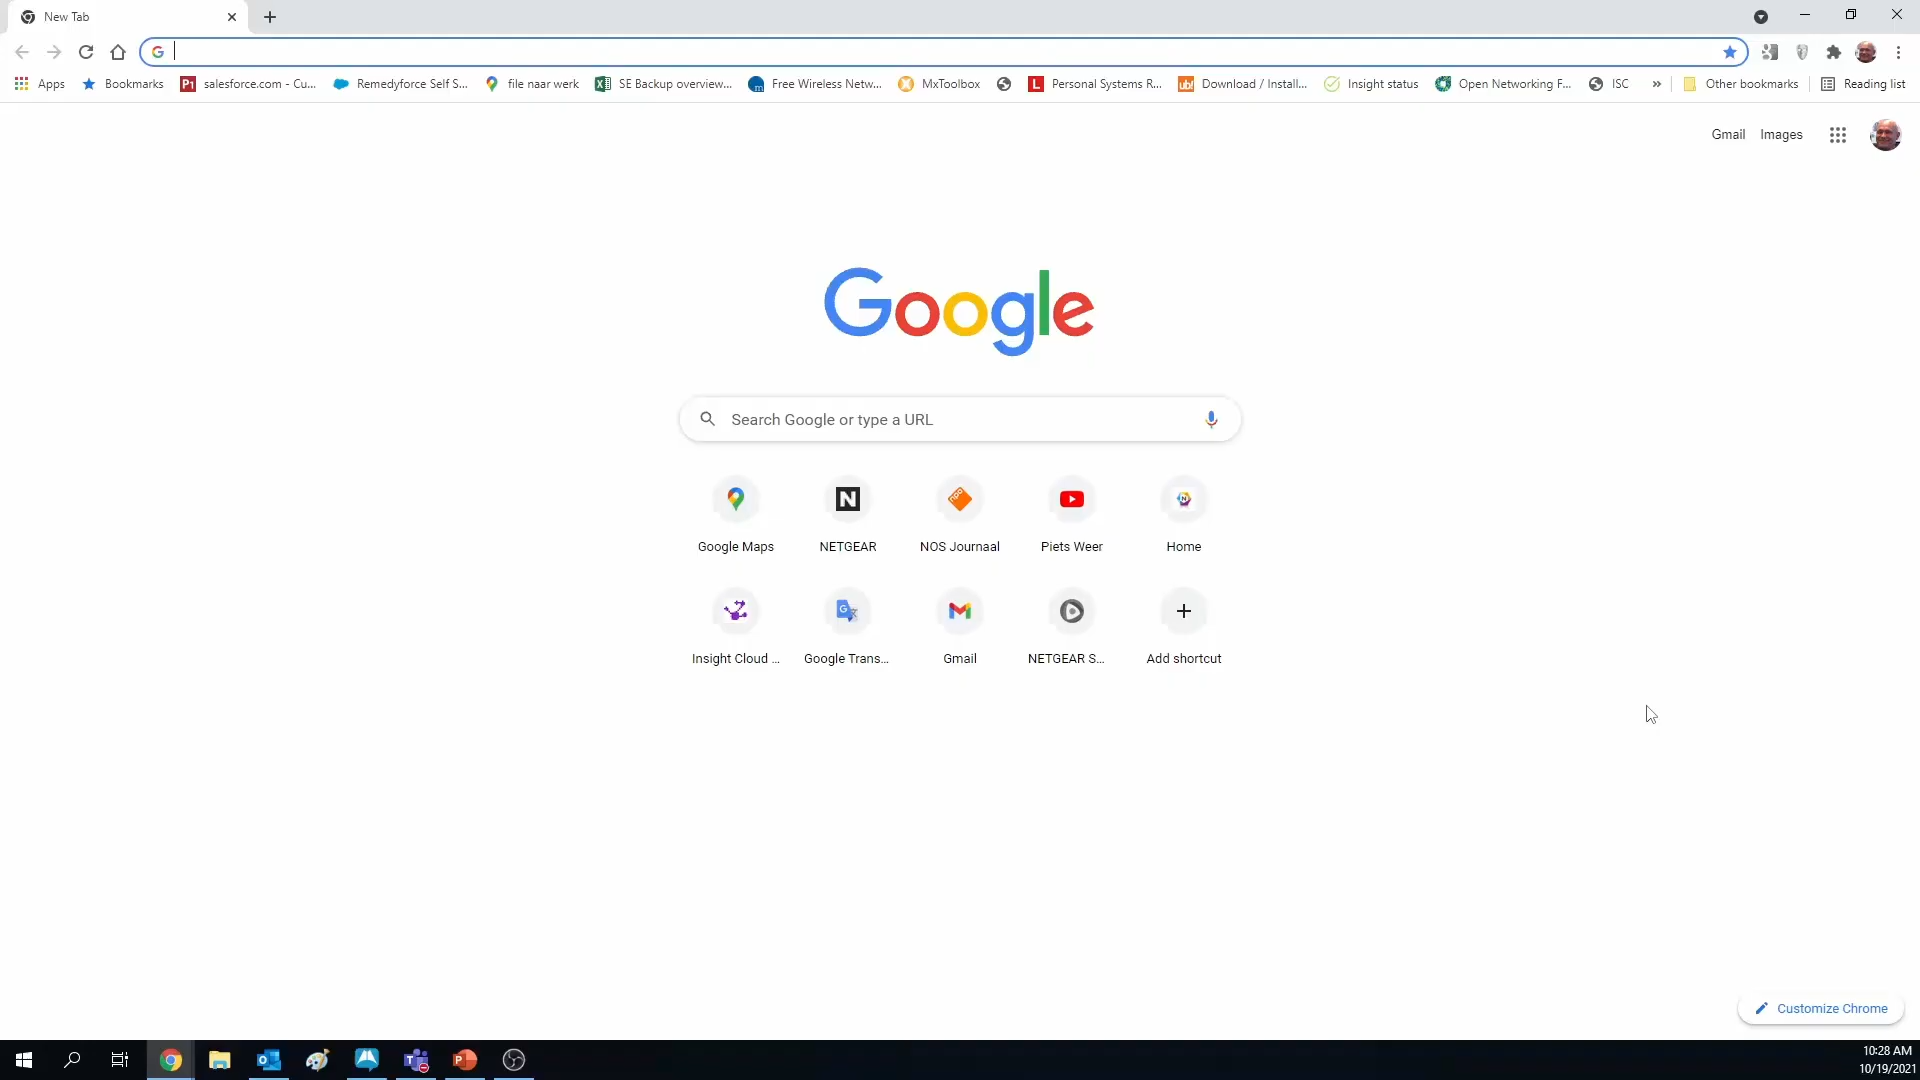 New Tab
Apps Bookmarks salesforce.com - Cu... Remedyforce Self S... file naar werk SE Backup overview... Free Wireless Netw... MxToolbox Personal Systems R... Download / Install... Insight status Open Networking F... ISC » Other bookmarks Reading list
Gmail Images
Google
Search Google or type a URL
Google Maps NETGEAR NOS Journaal Piets Weer Home
Insight Cloud ... Google Trans... Gmail NETGEAR S... Add shortcut
Customize Chrome
10:28 AM
10/19/2021